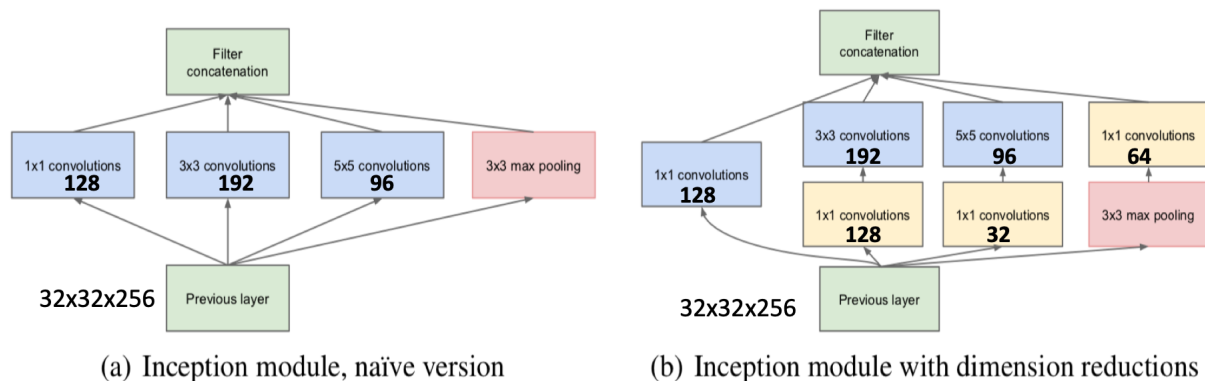 Filter
concatenation
1x1 convolutions
128
3x3 convolutions
192
5x5 convolutions
96
3x3 max pooling
32x32x256
Previous layer
(a) Inception module, naïve version
Filter
concatenation
3x3 convolutions
192
5x5 convolutions
96
1x1 convolutions
64
1x1 convolutions
128
1x1 convolutions
128
1x1 convolutions
32
3x3 max pooling
32x32x256
Previous layer
(b) Inception module with dimension reductions